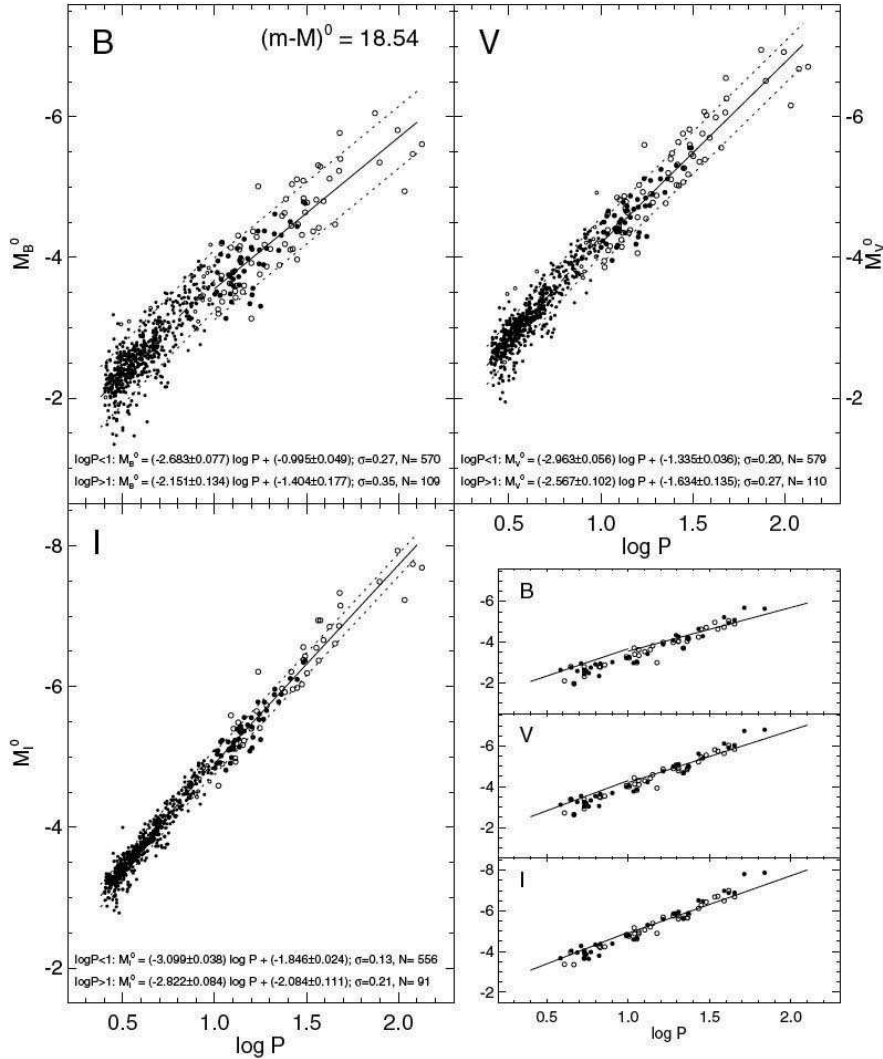 B
(m-M)⁰ = 18.54
-6
-4
-2
M_B⁰
logP<1: M_B⁰ = (-2.683±0.077) log P + (-0.995±0.049); σ=0.27, N= 570
logP>1: M_B⁰ = (-2.151±0.134) log P + (-1.404±0.177); σ=0.35, N= 109
V
-6
-4
-2
M_V⁰
logP<1: M_V⁰ = (-2.963±0.056) log P + (-1.335±0.036); σ=0.20, N= 579
logP>1: M_V⁰ = (-2.567±0.102) log P + (-1.634±0.135); σ=0.27, N= 110
0.5 1.0 1.5 2.0
log P
I
-8
-6
-4
-2
M_I⁰
logP<1: M_I⁰ = (-3.099±0.038) log P + (-1.846±0.024); σ=0.13, N= 556
logP>1: M_I⁰ = (-2.822±0.084) log P + (-2.084±0.111); σ=0.21, N= 91
0.5 1.0 1.5 2.0
log P
B
-6
-4
-2
V
-6
-4
-2
I
-8
-6
-4
-2
0.5 1.0 1.5 2.0
log P